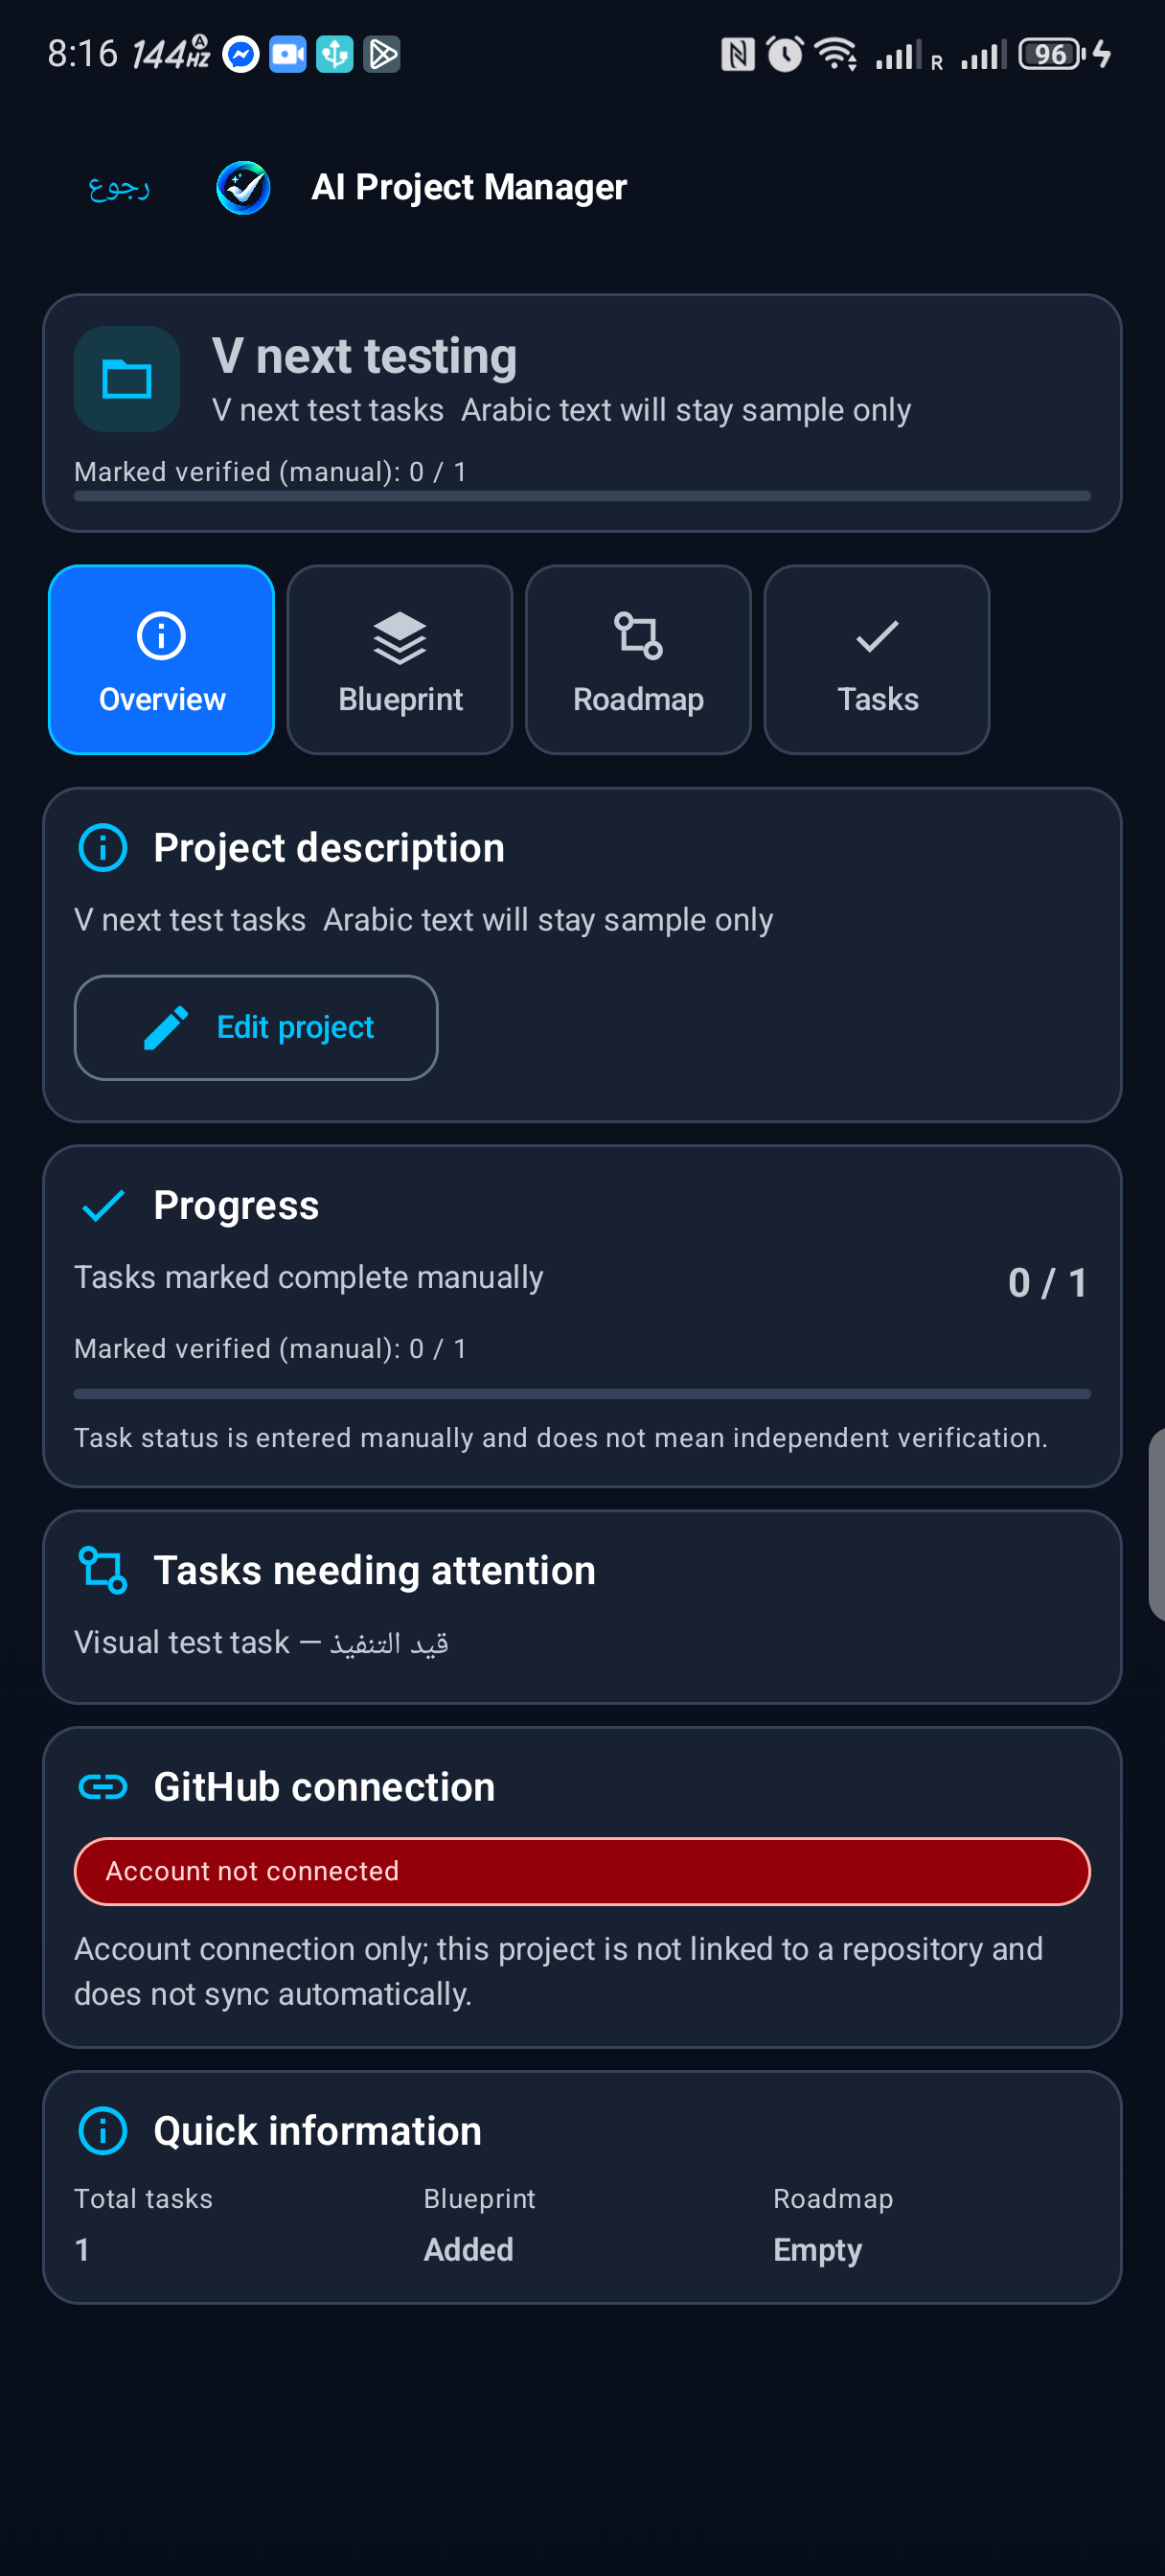 8:16 144HZ R 96
رجوع AI Project Manager
V next testing
V next test tasks  Arabic text will stay sample only
Marked verified (manual): 0 / 1
Overview Blueprint Roadmap Tasks
Project description
V next test tasks  Arabic text will stay sample only
Edit project
Progress
Tasks marked complete manually 0 / 1
Marked verified (manual): 0 / 1
Task status is entered manually and does not mean independent verification.
Tasks needing attention
Visual test task — قيد التنفيذ
GitHub connection
Account not connected
Account connection only; this project is not linked to a repository and
does not sync automatically.
Quick information
Total tasks Blueprint Roadmap
1 Added Empty